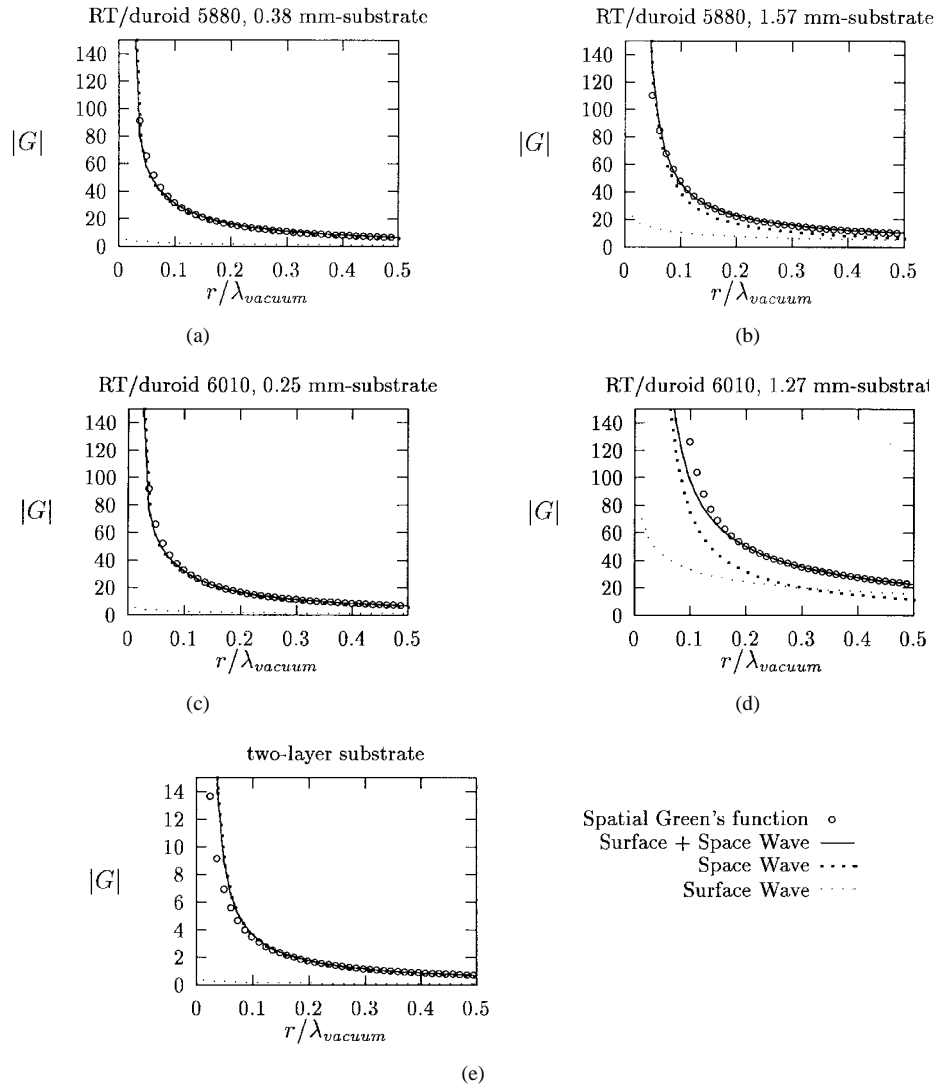 RT/duroid 5880, 0.38 mm-substrate
140
120
100
80
60
40
20
0
|G|
0 0.1 0.2 0.3 0.4 0.5
r/λvacuum
(a)
RT/duroid 5880, 1.57 mm-substrate
140
120
100
80
60
40
20
0
|G|
0 0.1 0.2 0.3 0.4 0.5
r/λvacuum
(b)
RT/duroid 6010, 0.25 mm-substrate
140
120
100
80
60
40
20
0
|G|
0 0.1 0.2 0.3 0.4 0.5
r/λvacuum
(c)
RT/duroid 6010, 1.27 mm-substrat
140
120
100
80
60
40
20
0
|G|
0 0.1 0.2 0.3 0.4 0.5
r/λvacuum
(d)
two-layer substrate
14
12
10
8
6
4
2
0
|G|
0 0.1 0.2 0.3 0.4 0.5
r/λvacuum
(e)
Spatial Green's function
Surface + Space Wave
Space Wave
Surface Wave